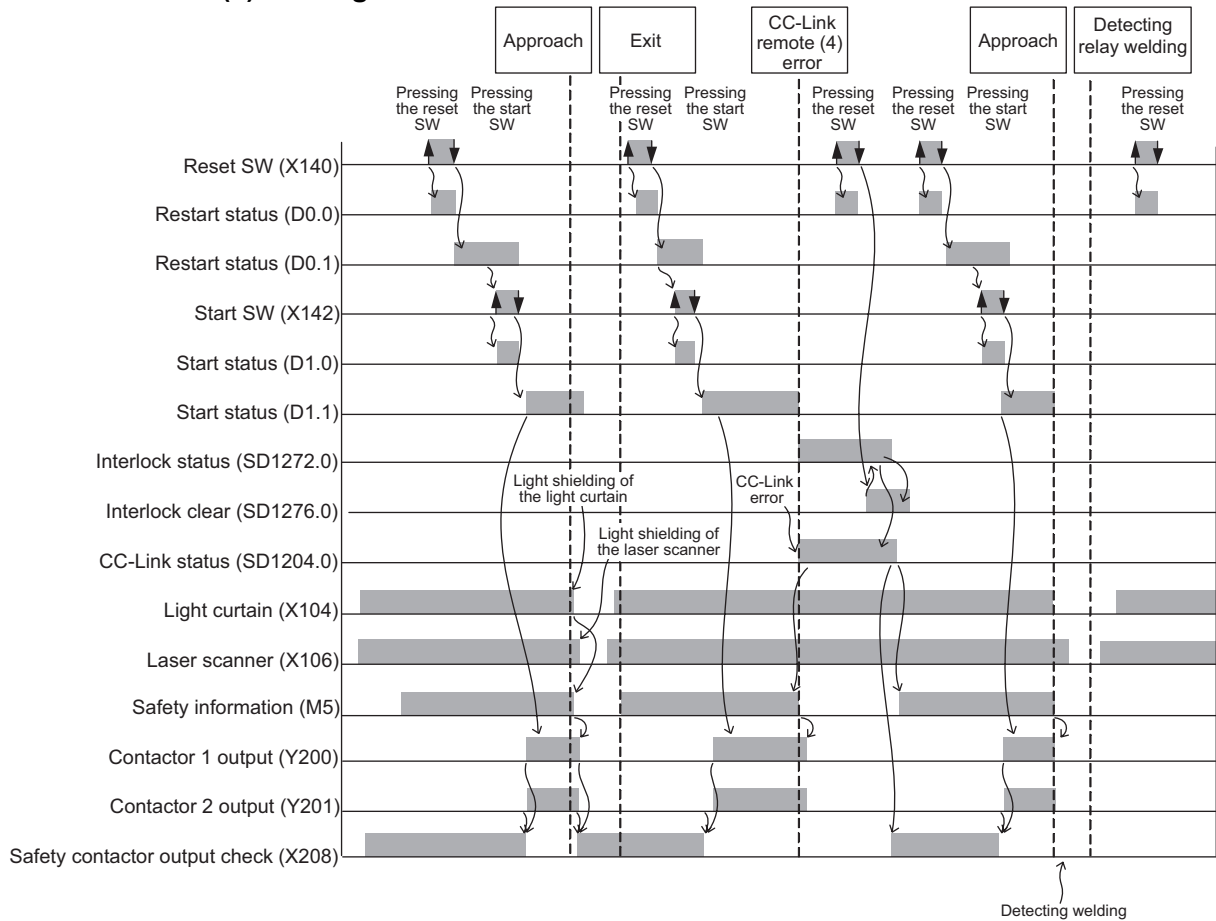 Approach
Exit
CC-Link
remote (4)
error
Approach
Detecting
relay welding
Pressing
the reset
SW
Pressing
the start
SW
Pressing
the reset
SW
Pressing
the start
SW
Pressing
the reset
SW
Pressing
the reset
SW
Pressing
the start
SW
Pressing
the reset
SW
Reset SW (X140)
Restart status (D0.0)
Restart status (D0.1)
Start SW (X142)
Start status (D1.0)
Start status (D1.1)
Interlock status (SD1272.0)
Light shielding of
the light curtain
CC-Link
error
Interlock clear (SD1276.0)
Light shielding of
the laser scanner
CC-Link status (SD1204.0)
Light curtain (X104)
Laser scanner (X106)
Safety information (M5)
Contactor 1 output (Y200)
Contactor 2 output (Y201)
Safety contactor output check (X208)
Detecting welding